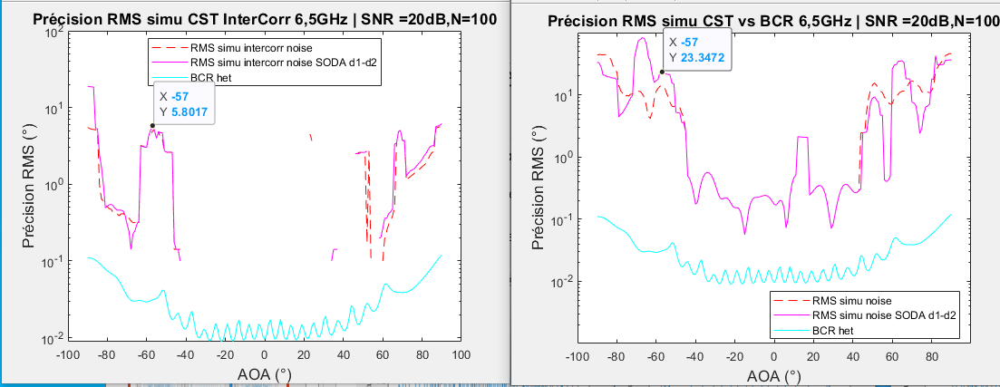 Précision RMS simu CST InterCorr 6,5GHz | SNR =20dB,N=100
10²
10¹
10⁰
10⁻¹
10⁻²
Précision RMS (°)
RMS simu intercorr noise
RMS simu intercorr noise SODA d1-d2
BCR het
X -57
Y 5.8017
-100 -80 -60 -40 -20 0 20 40 60 80 100
AOA (°)
Précision RMS simu CST vs BCR 6,5GHz | SNR =20dB,N=100
10¹
10⁰
10⁻¹
10⁻²
Précision RMS (°)
X -57
Y 23.3472
RMS simu noise
RMS simu noise SODA d1-d2
BCR het
-100 -80 -60 -40 -20 0 20 40 60 80
AOA (°)